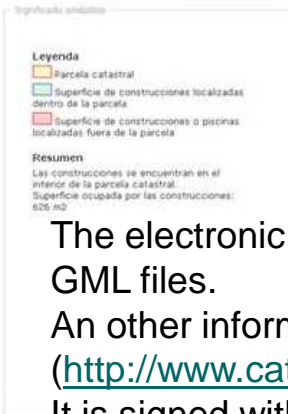 Significado símbolos
Leyenda
Parcela catastral
Superficie de construcciones localizadas
dentro de la parcela
Superficie de construcciones o piscinas
localizadas fuera de la parcela
Resumen
Las construcciones se encuentran en el
interior de la parcela catastral.
Superficie ocupada por las construcciones:
626 m2
The electronic
GML files.
An other inform
(http://www.cat
It is signed with